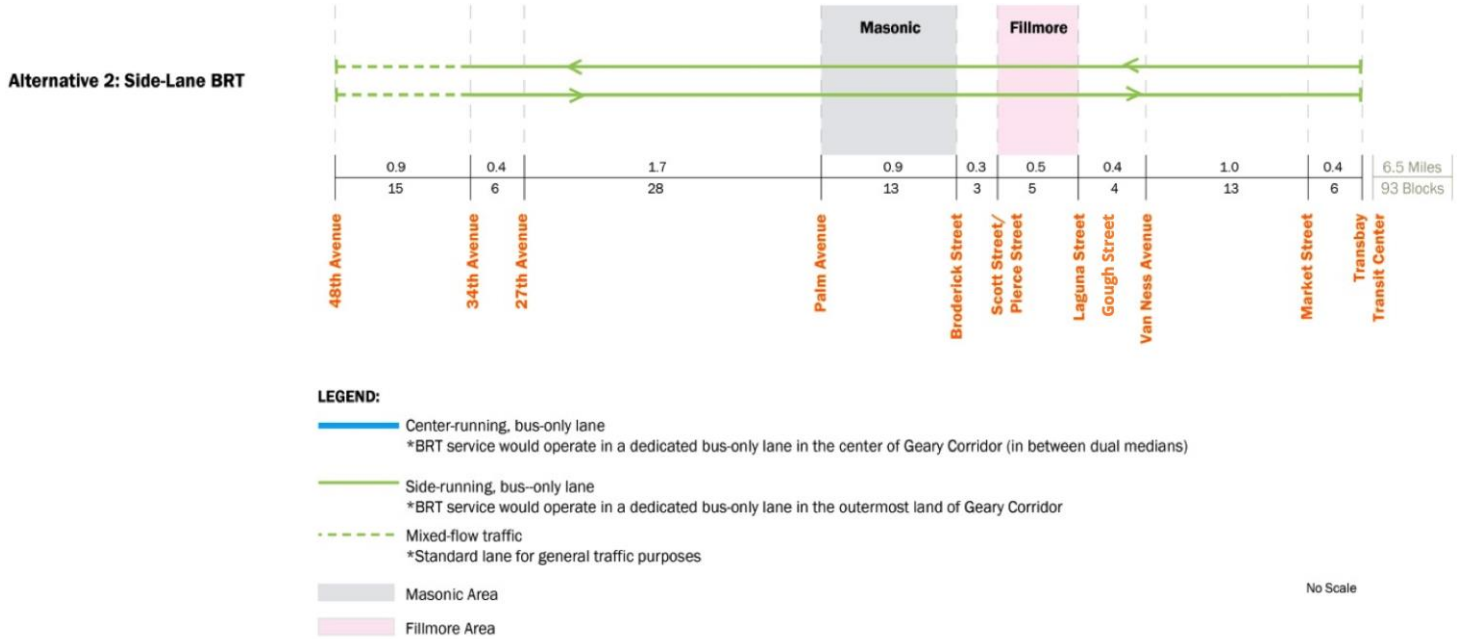 Masonic
Fillmore
Alternative 2: Side-Lane BRT
0.9 0.4 1.7 0.9 0.3 0.5 0.4 1.0 0.4 6.5 Miles
15 6 28 13 3 5 4 13 6 93 Blocks
48th Avenue
34th Avenue
27th Avenue
Palm Avenue
Broderick Street
Scott Street/
Pierce Street
Laguna Street
Gough Street
Van Ness Avenue
Market Street
Transbay
Transit Center
LEGEND:
Center-running, bus-only lane
*BRT service would operate in a dedicated bus-only lane in the center of Geary Corridor (in between dual medians)
Side-running, bus--only lane
*BRT service would operate in a dedicated bus-only lane in the outermost land of Geary Corridor
Mixed-flow traffic
*Standard lane for general traffic purposes
Masonic Area
No Scale
Fillmore Area